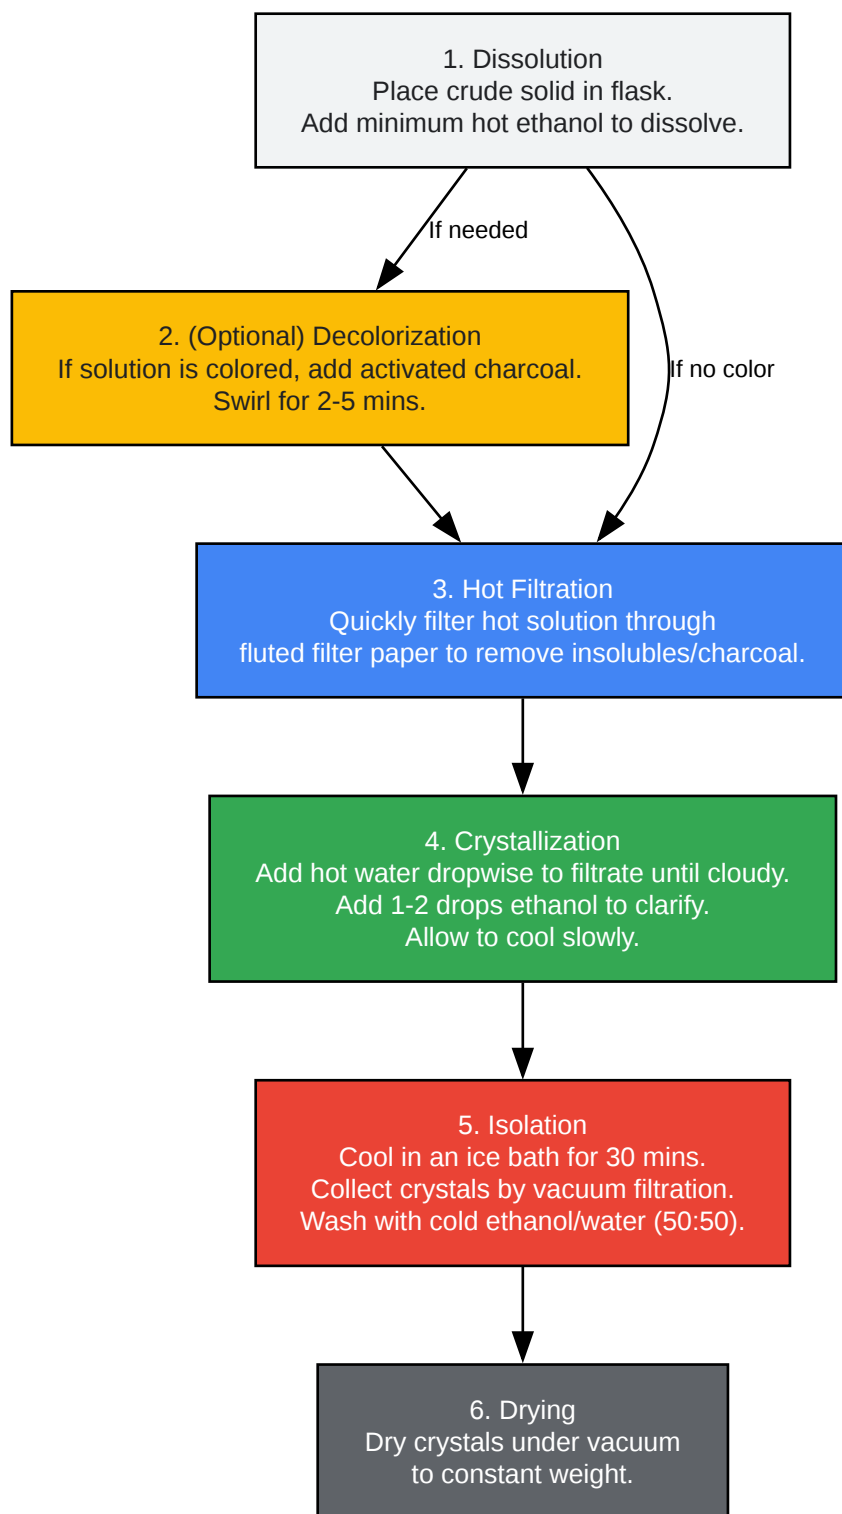 1. Dissolution
Place crude solid in flask.
Add minimum hot ethanol to dissolve.
If needed
2. (Optional) Decolorization
If solution is colored, add activated charcoal.
Swirl for 2-5 mins.
If no color
3. Hot Filtration
Quickly filter hot solution through
fluted filter paper to remove insolubles/charcoal.
4. Crystallization
Add hot water dropwise to filtrate until cloudy.
Add 1-2 drops ethanol to clarify.
Allow to cool slowly.
5. Isolation
Cool in an ice bath for 30 mins.
Collect crystals by vacuum filtration.
Wash with cold ethanol/water (50:50).
6. Drying
Dry crystals under vacuum
to constant weight.